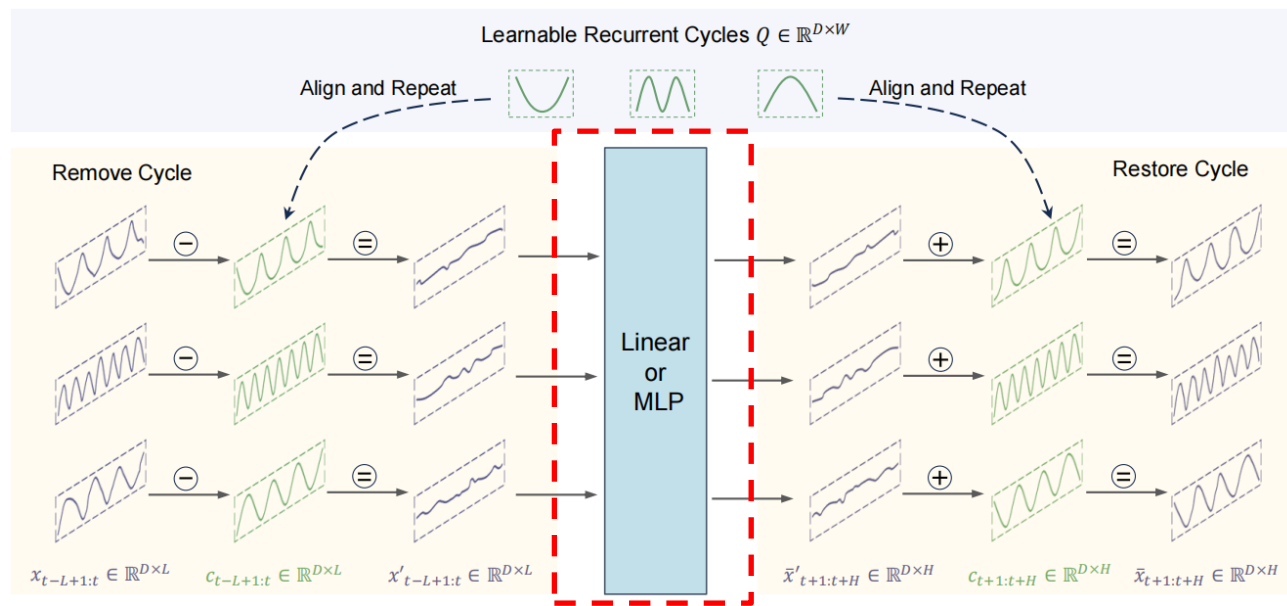 Learnable Recurrent Cycles Q ∈ ℝ^{D×W}
Align and Repeat
Align and Repeat
Remove Cycle
Restore Cycle
− =
+ =
− =
+ =
− =
+ =
Linear
or
MLP
x_{t−L+1:t} ∈ ℝ^{D×L}
c_{t−L+1:t} ∈ ℝ^{D×L}
x′_{t−L+1:t} ∈ ℝ^{D×L}
x̄′_{t+1:t+H} ∈ ℝ^{D×H}
c_{t+1:t+H} ∈ ℝ^{D×H}
x̄_{t+1:t+H} ∈ ℝ^{D×H}